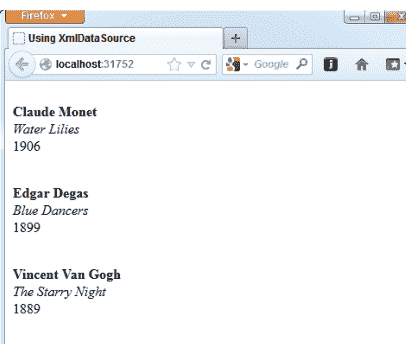 Firefox
Using XmlDataSource
localhost:31752
Google
Claude Monet
Water Lilies
1906
Edgar Degas
Blue Dancers
1899
Vincent Van Gogh
The Starry Night
1889